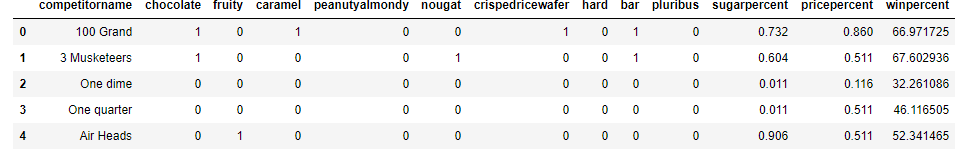 competitorname chocolate fruity caramel peanutyalmondy nougat crispedricewafer hard bar pluribus sugarpercent pricepercent winpercent
0 100 Grand 1 0 1 0 0 1 0 1 0 0.732 0.860 66.971725
1 3 Musketeers 1 0 0 0 1 0 0 1 0 0.604 0.511 67.602936
2 One dime 0 0 0 0 0 0 0 0 0 0.011 0.116 32.261086
3 One quarter 0 0 0 0 0 0 0 0 0 0.011 0.511 46.116505
4 Air Heads 0 1 0 0 0 0 0 0 0 0.906 0.511 52.341465